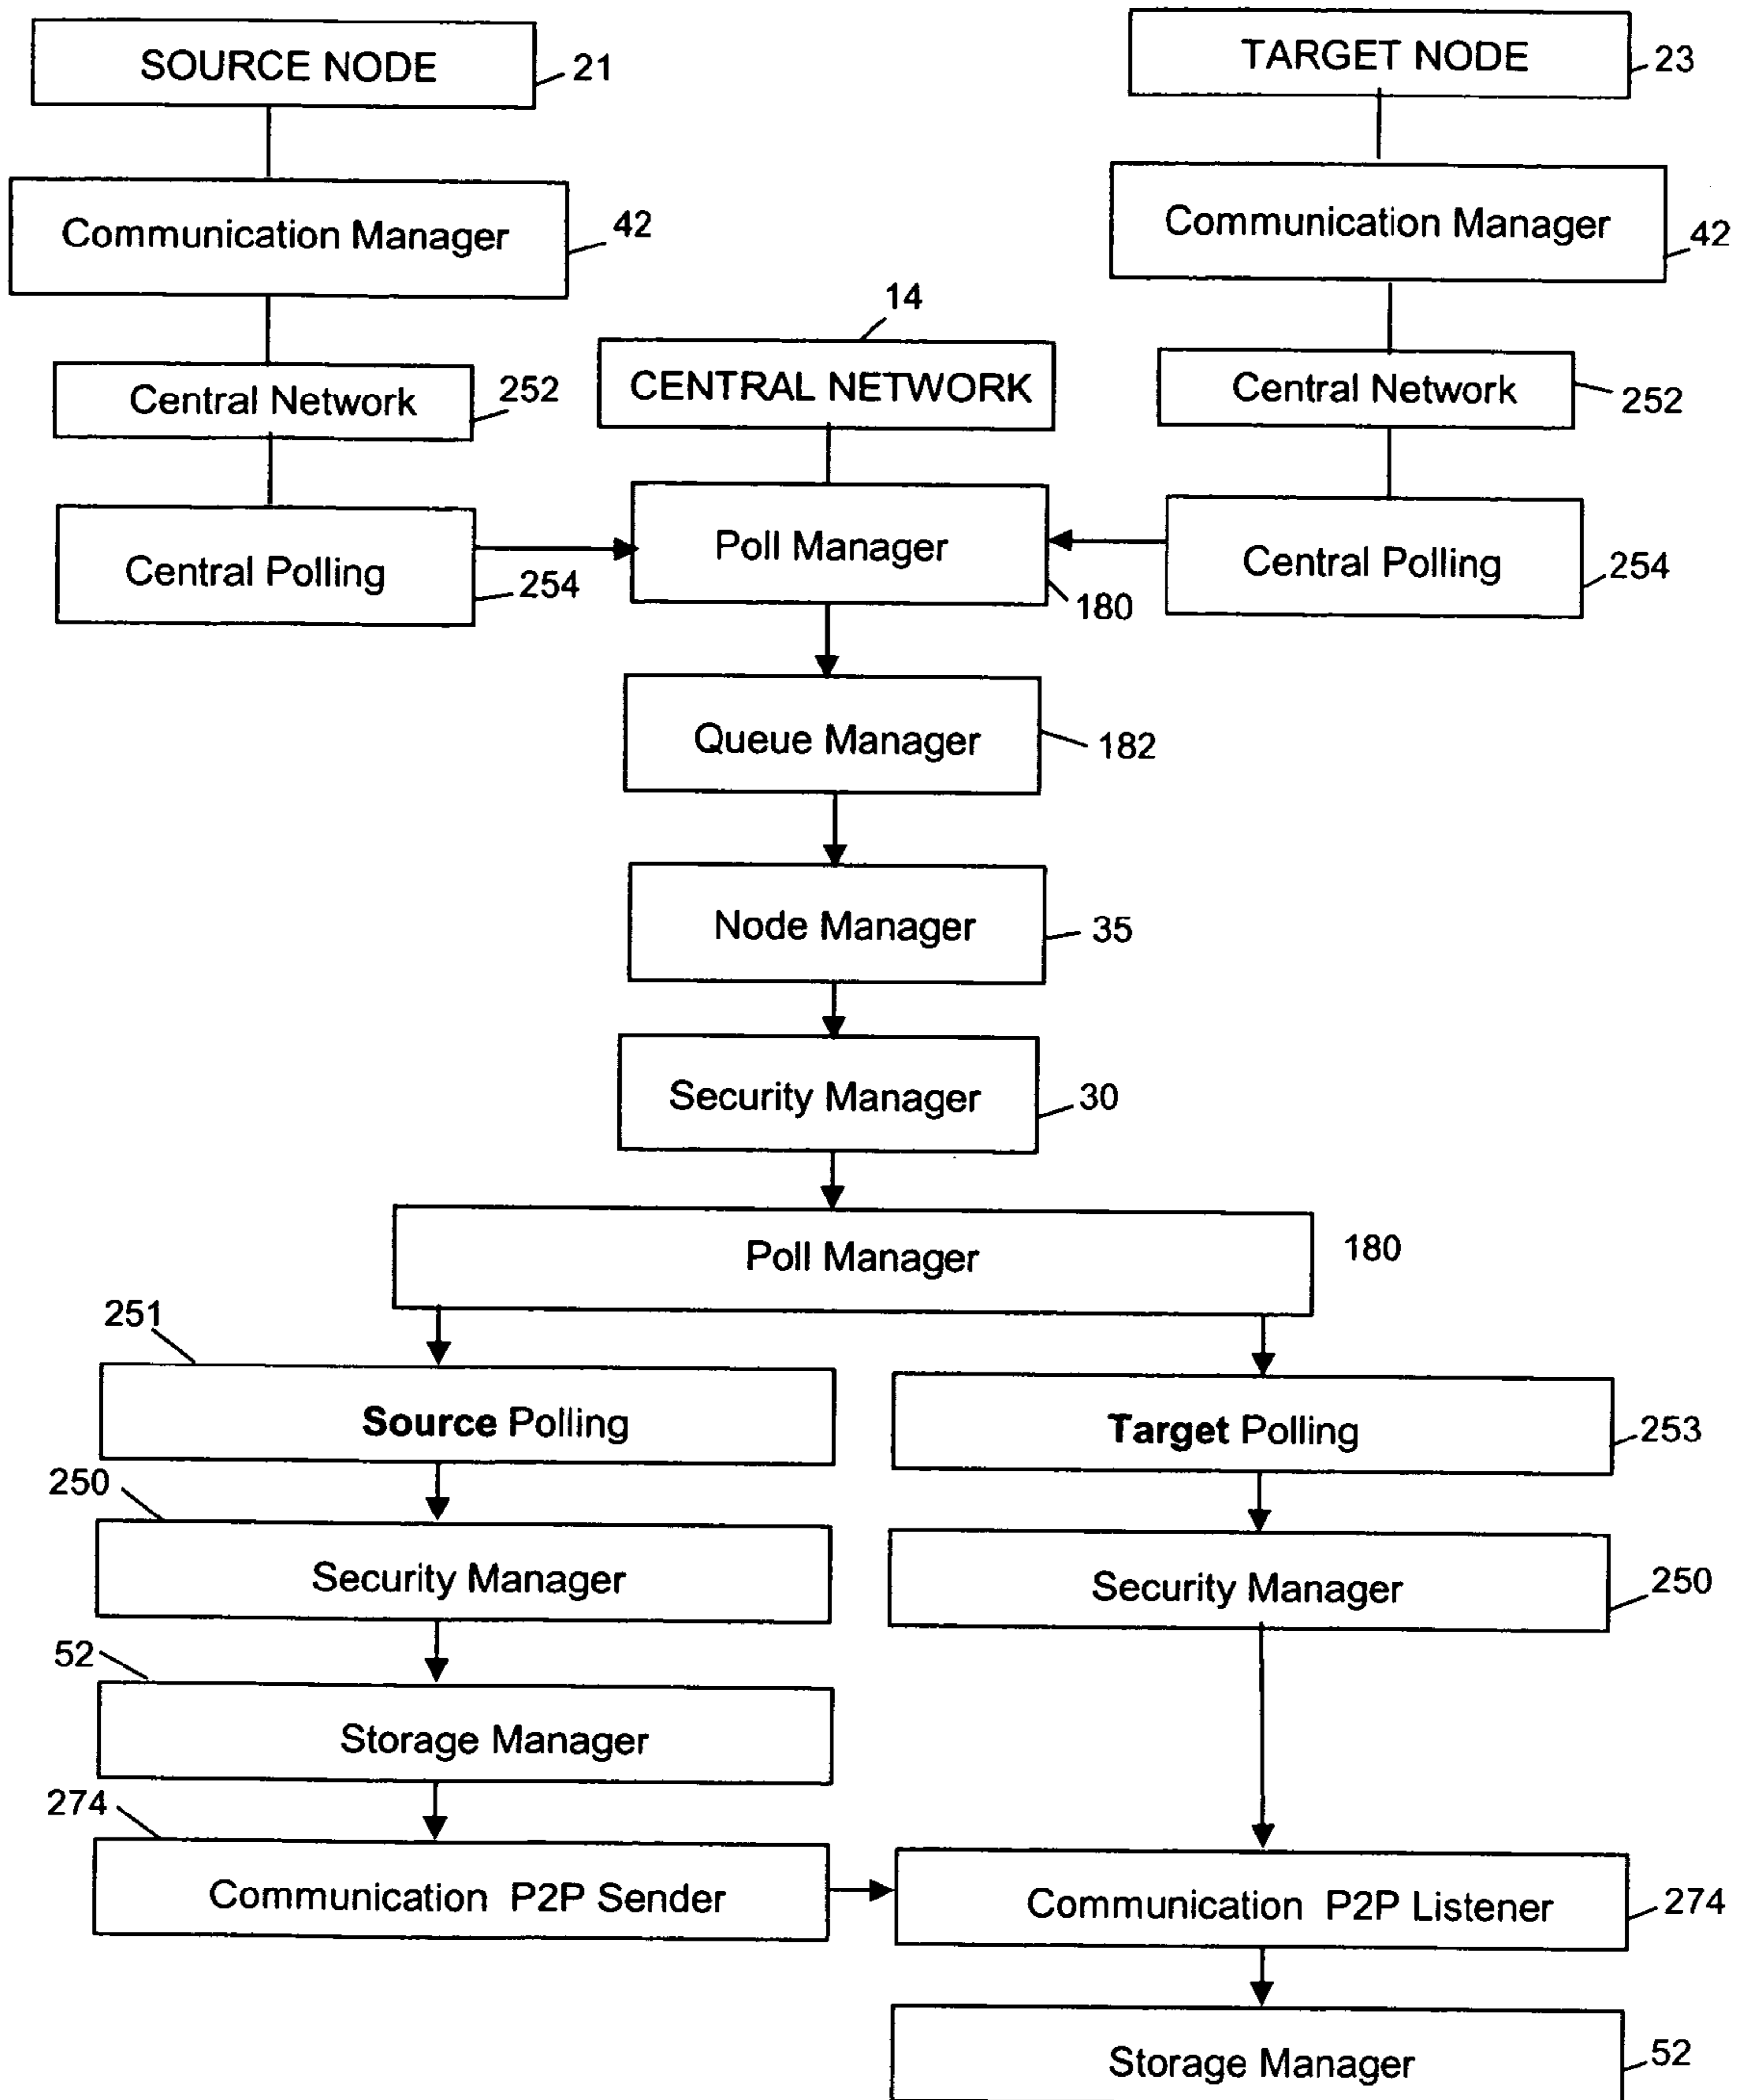 SOURCE NODE 21
TARGET NODE 23
Communication Manager 42
Communication Manager 42
14
Central Network 252
CENTRAL NETWORK
Central Network 252
Central Polling 254
Poll Manager 180
Central Polling 254
Queue Manager 182
Node Manager 35
Security Manager 30
Poll Manager 180
251
Source Polling
Target Polling 253
250
Security Manager
Security Manager 250
52
Storage Manager
274
Communication P2P Sender
Communication P2P Listener 274
Storage Manager 52